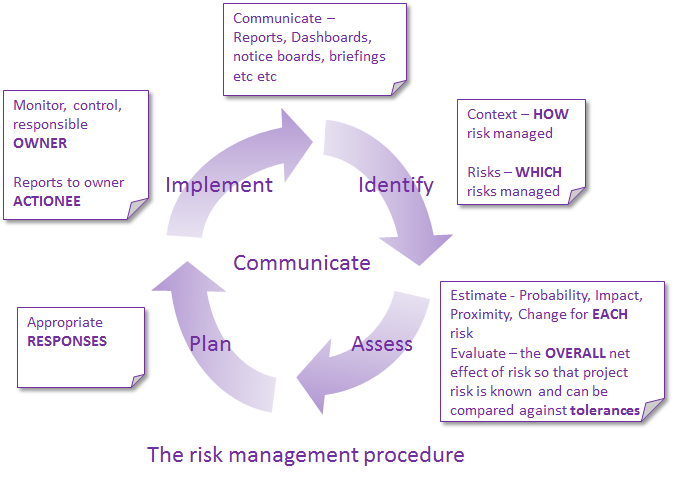 Communicate –
Reports, Dashboards,
notice boards, briefings
etc etc
Monitor, control,
responsible
OWNER
Reports to owner
ACTIONEE
Context – HOW
risk managed
Risks – WHICH
risks managed
Implement
Identify
Communicate
Estimate - Probability, Impact,
Proximity, Change for EACH
risk
Evaluate – the OVERALL net
effect of risk so that project
risk is known and can be
compared against tolerances
Appropriate
RESPONSES
Plan
Assess
The risk management procedure